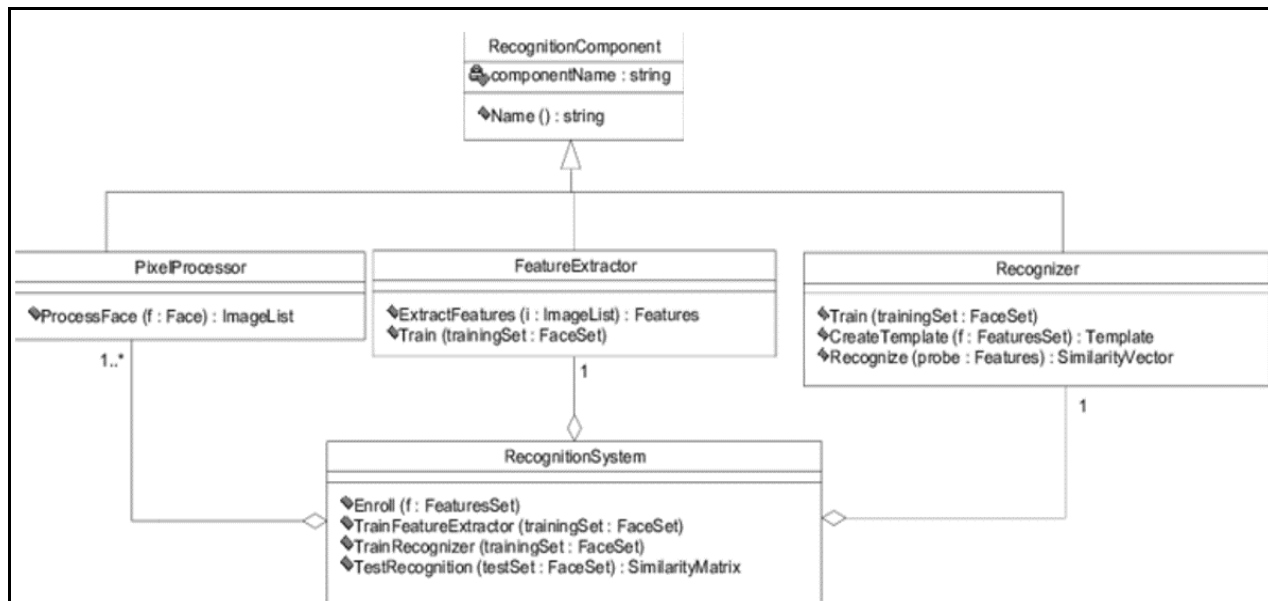 RecognitionComponent
componentName : string
Name () : string
PixelProcessor
ProcessFace (f : Face) : ImageList
1..*
FeatureExtractor
ExtractFeatures (i : ImageList) : Features
Train (trainingSet : FaceSet)
1
Recognizer
Train (trainingSet : FaceSet)
CreateTemplate (f : FeaturesSet) : Template
Recognize (probe : Features) : SimilarityVector
1
RecognitionSystem
Enroll (f : FeaturesSet)
TrainFeatureExtractor (trainingSet : FaceSet)
TrainRecognizer (trainingSet : FaceSet)
TestRecognition (testSet : FaceSet) : SimilarityMatrix